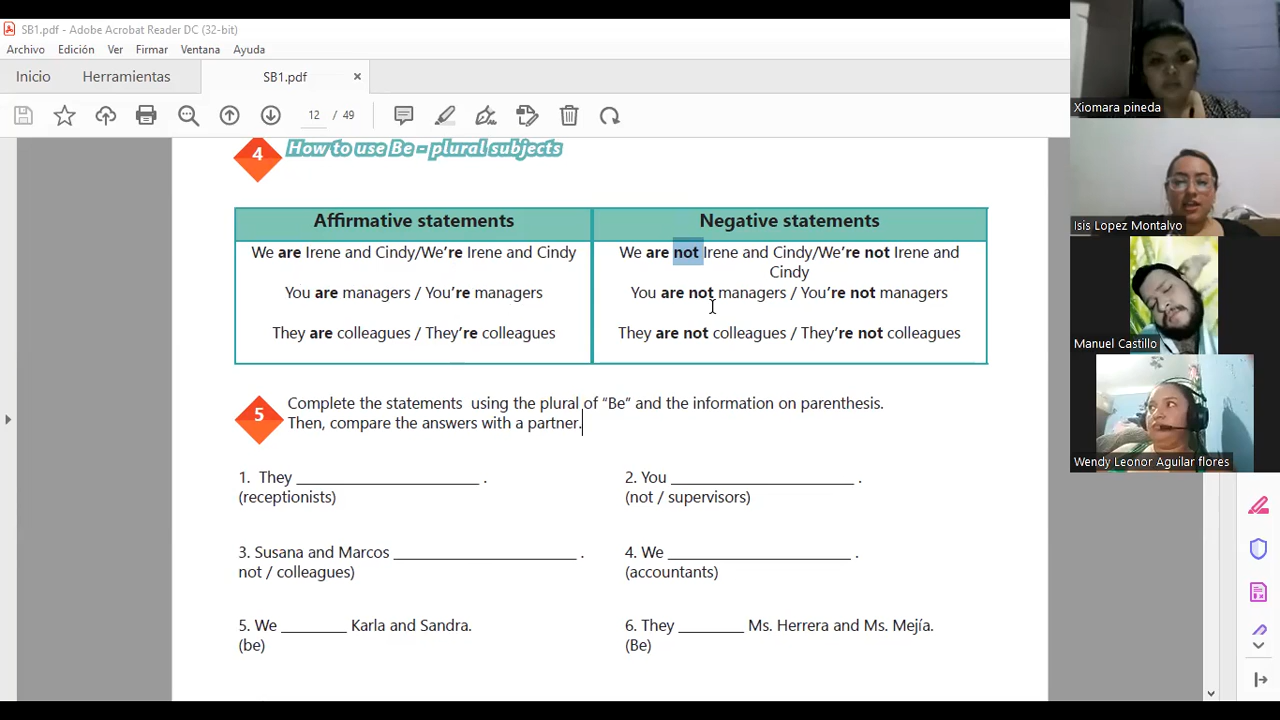 SB1.pdf - Adobe Acrobat Reader DC (32-bit)
Archivo Edición Ver Firmar Ventana Ayuda
Inicio Herramientas SB1.pdf ×
12 / 49
4 How to use Be - plural subjects
Affirmative statements
We are Irene and Cindy/We're Irene and Cindy
You are managers / You're managers
They are colleagues / They're colleagues
Negative statements
We are not Irene and Cindy/We're not Irene and
Cindy
You are not managers / You're not managers
They are not colleagues / They're not colleagues
5 Complete the statements using the plural of "Be" and the information on parenthesis.
Then, compare the answers with a partner.
1. They ____________________ .
(receptionists)
2. You ____________________ .
(not / supervisors)
3. Susana and Marcos ____________________ .
not / colleagues)
4. We ____________________ .
(accountants)
5. We _______ Karla and Sandra.
(be)
6. They _______ Ms. Herrera and Ms. Mejía.
(Be)
Xiomara pineda
Isis Lopez Montalvo
Manuel Castillo
Wendy Leonor Aguilar flores